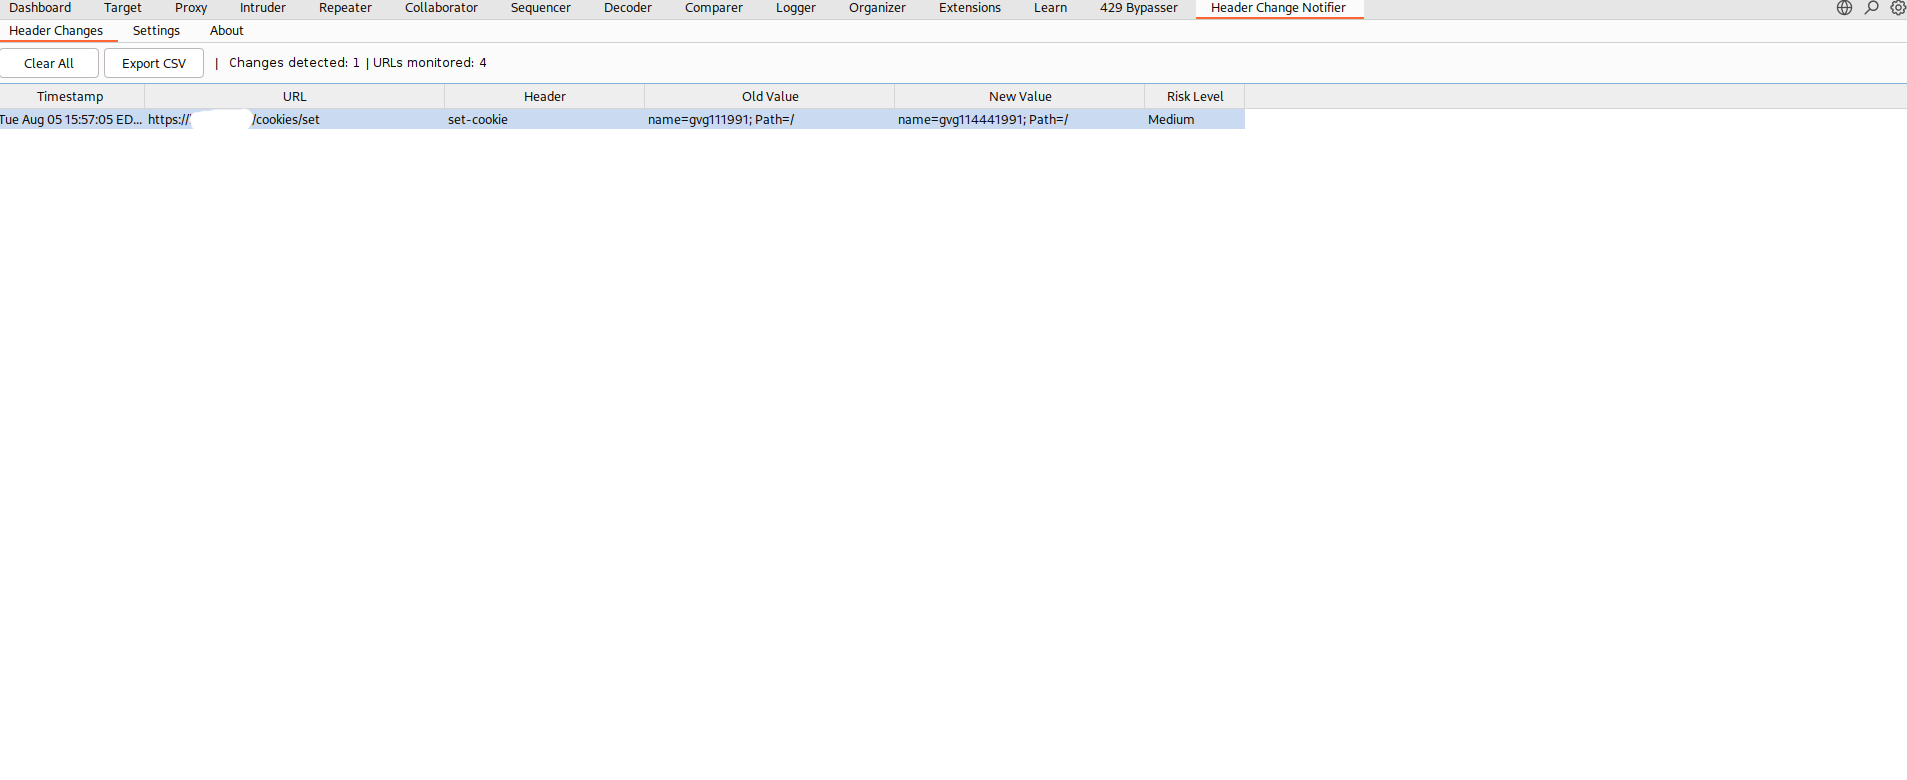 Dashboard Target Proxy Intruder Repeater Collaborator Sequencer Decoder Comparer Logger Organizer Extensions Learn 429 Bypasser Header Change Notifier
Header Changes Settings About
Clear All Export CSV | Changes detected: 1 | URLs monitored: 4
Timestamp URL Header Old Value New Value Risk Level
Tue Aug 05 15:57:05 ED... https:// /cookies/set set-cookie name=gvg111991; Path=/ name=gvg114441991; Path=/ Medium